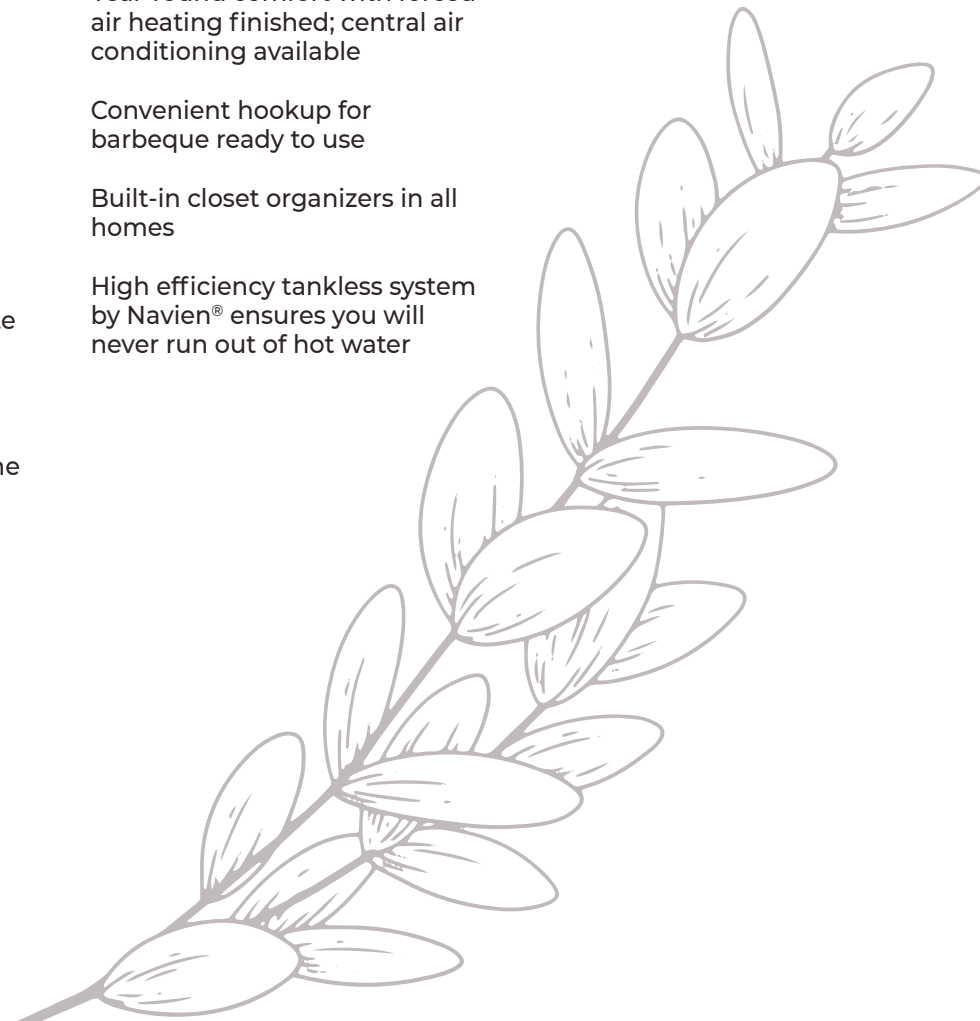 air heating finished; central air
conditioning available
Convenient hookup for
barbeque ready to use
Built-in closet organizers in all
homes
High efficiency tankless system
by Navien® ensures you will
never run out of hot water